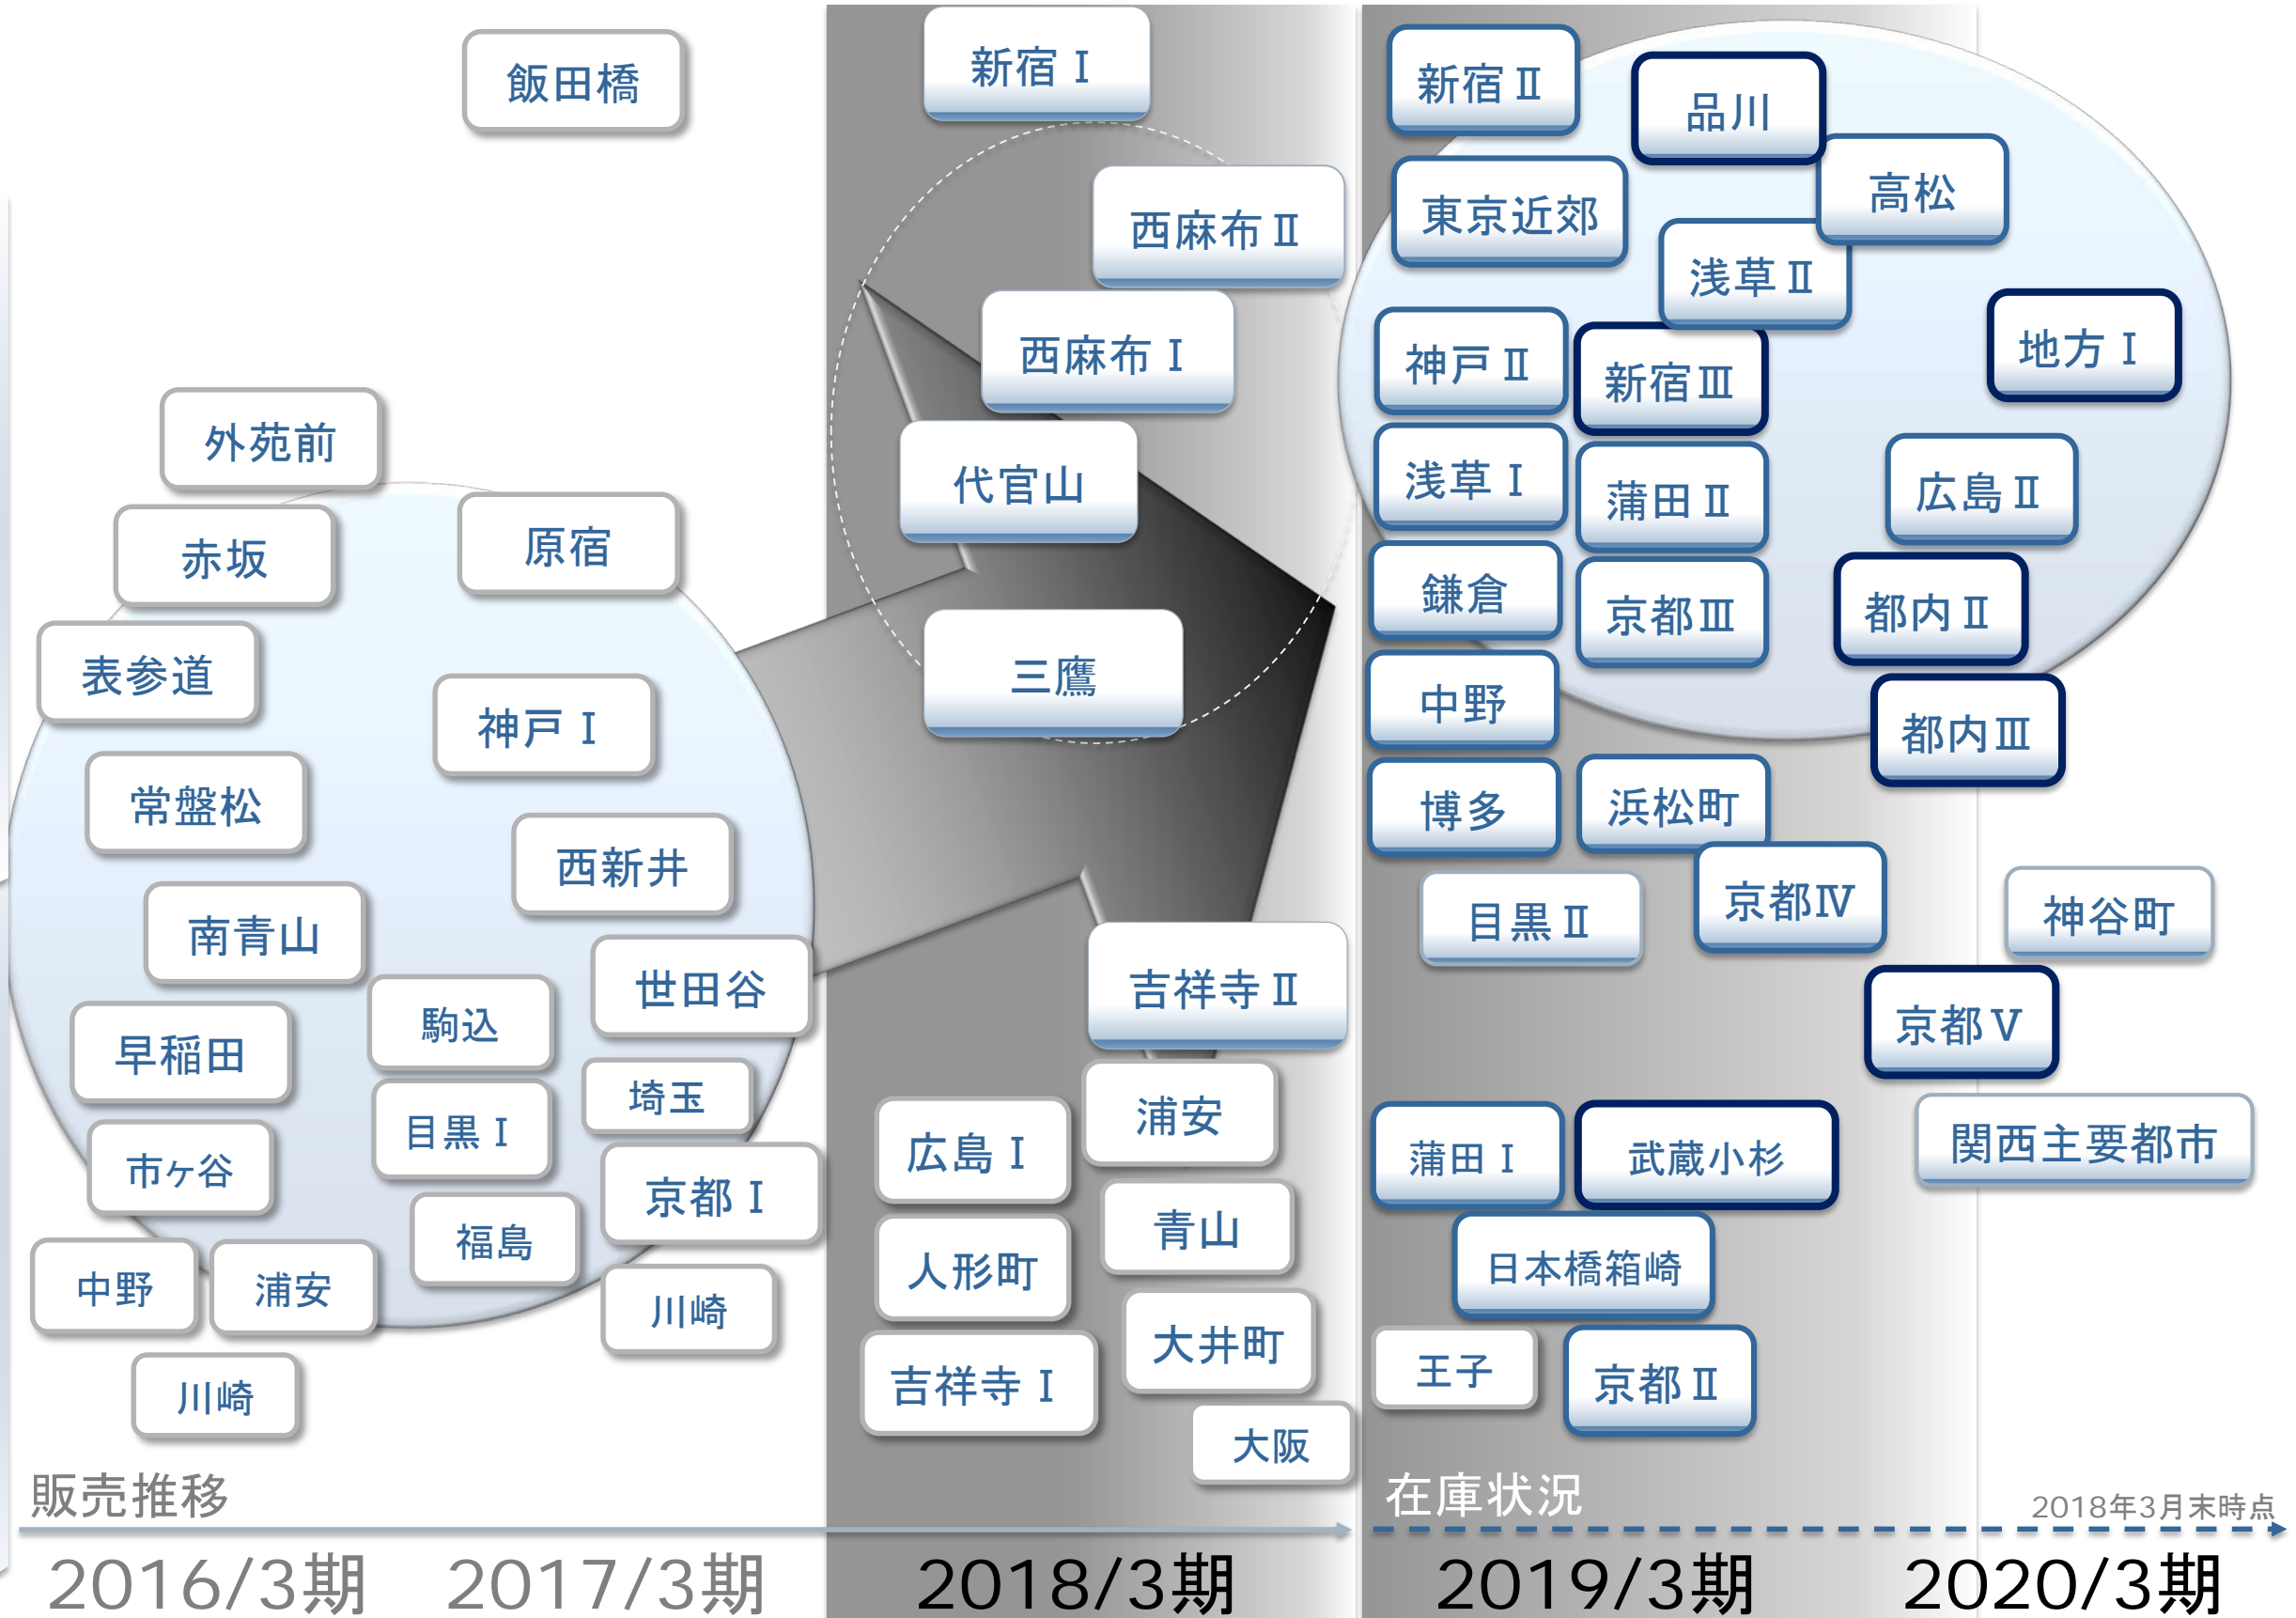 飯田橋
外苑前
赤坂
原宿
表参道
神戸Ⅰ
常盤松
西新井
南青山
世田谷
駒込
早稲田
埼玉
目黒Ⅰ
市ヶ谷
京都Ⅰ
福島
中野
浦安
川崎
川崎
新宿Ⅰ
西麻布Ⅱ
西麻布Ⅰ
代官山
三鷹
吉祥寺Ⅱ
浦安
広島Ⅰ
青山
人形町
大井町
吉祥寺Ⅰ
大阪
新宿Ⅱ
品川
高松
東京近郊
浅草Ⅱ
地方Ⅰ
神戸Ⅱ
新宿Ⅲ
浅草Ⅰ
蒲田Ⅱ
広島Ⅱ
鎌倉
京都Ⅲ
都内Ⅱ
中野
都内Ⅲ
博多
浜松町
京都Ⅳ
目黒Ⅱ
神谷町
京都Ⅴ
蒲田Ⅰ
武蔵小杉
関西主要都市
日本橋箱崎
王子
京都Ⅱ
販売推移
在庫状況
2018年3月末時点
2016/3期
2017/3期
2018/3期
2019/3期
2020/3期